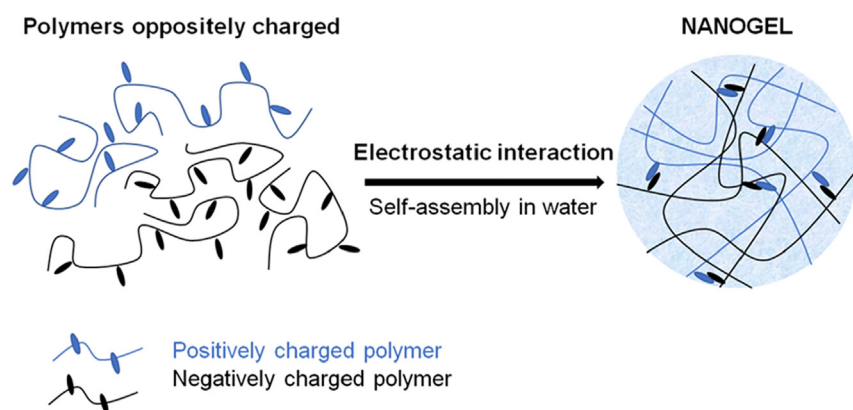 Polymers oppositely charged
NANOGEL
Electrostatic interaction
Self-assembly in water
Positively charged polymer
Negatively charged polymer